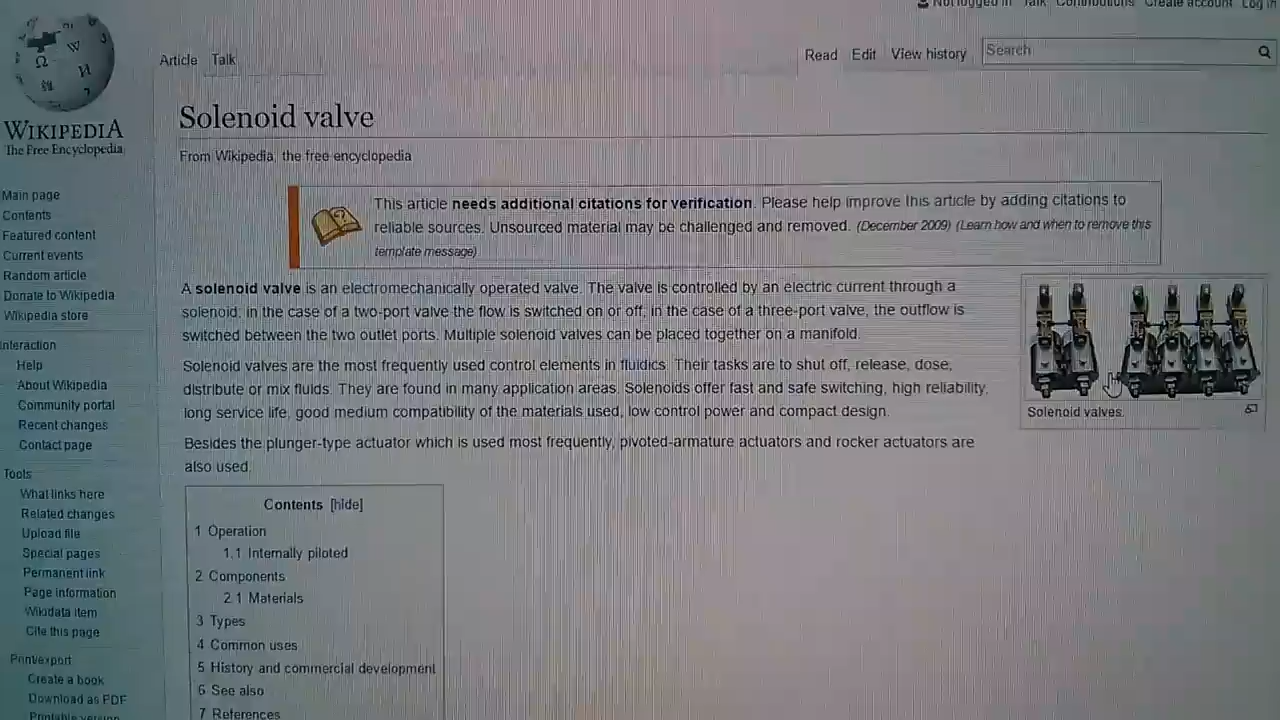 Not logged in Talk Contributions Create account Log in
Article Talk
Read Edit View history
Search
WIKIPEDIA
The Free Encyclopedia
Solenoid valve
From Wikipedia, the free encyclopedia
This article needs additional citations for verification. Please help improve this article by adding citations to
reliable sources. Unsourced material may be challenged and removed. (December 2009) (Learn how and when to remove this
template message)
A solenoid valve is an electromechanically operated valve. The valve is controlled by an electric current through a
solenoid: in the case of a two-port valve the flow is switched on or off; in the case of a three-port valve, the outflow is
switched between the two outlet ports. Multiple solenoid valves can be placed together on a manifold.
Solenoid valves are the most frequently used control elements in fluidics. Their tasks are to shut off, release, dose,
distribute or mix fluids. They are found in many application areas. Solenoids offer fast and safe switching, high reliability,
long service life, good medium compatibility of the materials used, low control power and compact design.
Besides the plunger-type actuator which is used most frequently, pivoted-armature actuators and rocker actuators are
also used.
Solenoid valves.
Main page
Contents
Featured content
Current events
Random article
Donate to Wikipedia
Wikipedia store
Interaction
Help
About Wikipedia
Community portal
Recent changes
Contact page
Tools
What links here
Related changes
Upload file
Special pages
Permanent link
Page information
Wikidata item
Cite this page
Print/export
Create a book
Download as PDF
Printable version
Contents [hide]
1 Operation
1.1 Internally piloted
2 Components
2.1 Materials
3 Types
4 Common uses
5 History and commercial development
6 See also
7 References